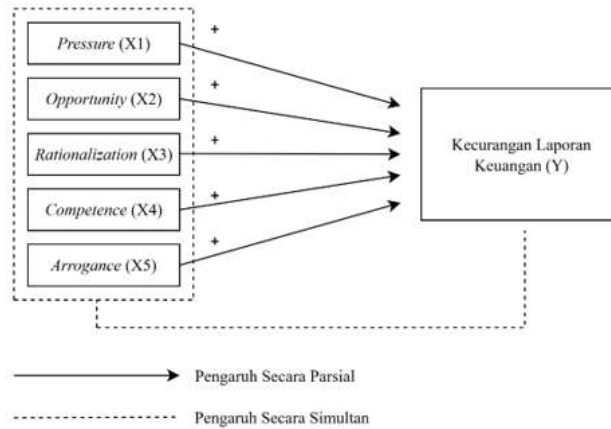 Pressure (X1)
+
Opportunity (X2)
+
Rationalization (X3)
+
Competence (X4)
+
Arrogance (X5)
+
Kecurangan Laporan
Keuangan (Y)
Pengaruh Secara Parsial
Pengaruh Secara Simultan